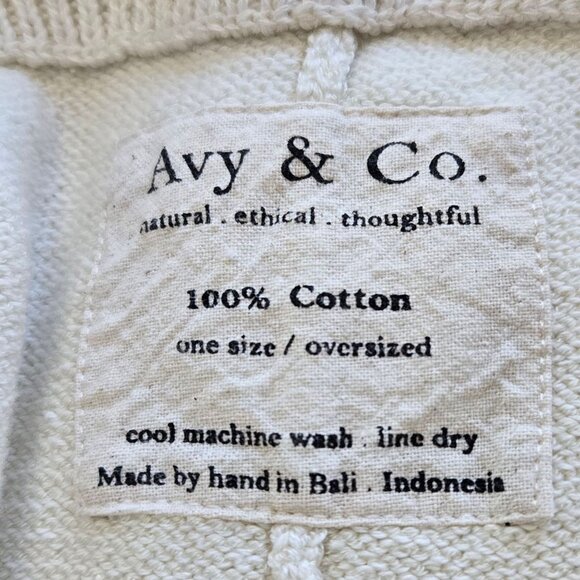 Avy & Co.
natural . ethical . thoughtful
100% Cotton
one size / oversized
cool machine wash . line dry
Made by hand in Bali . Indonesia